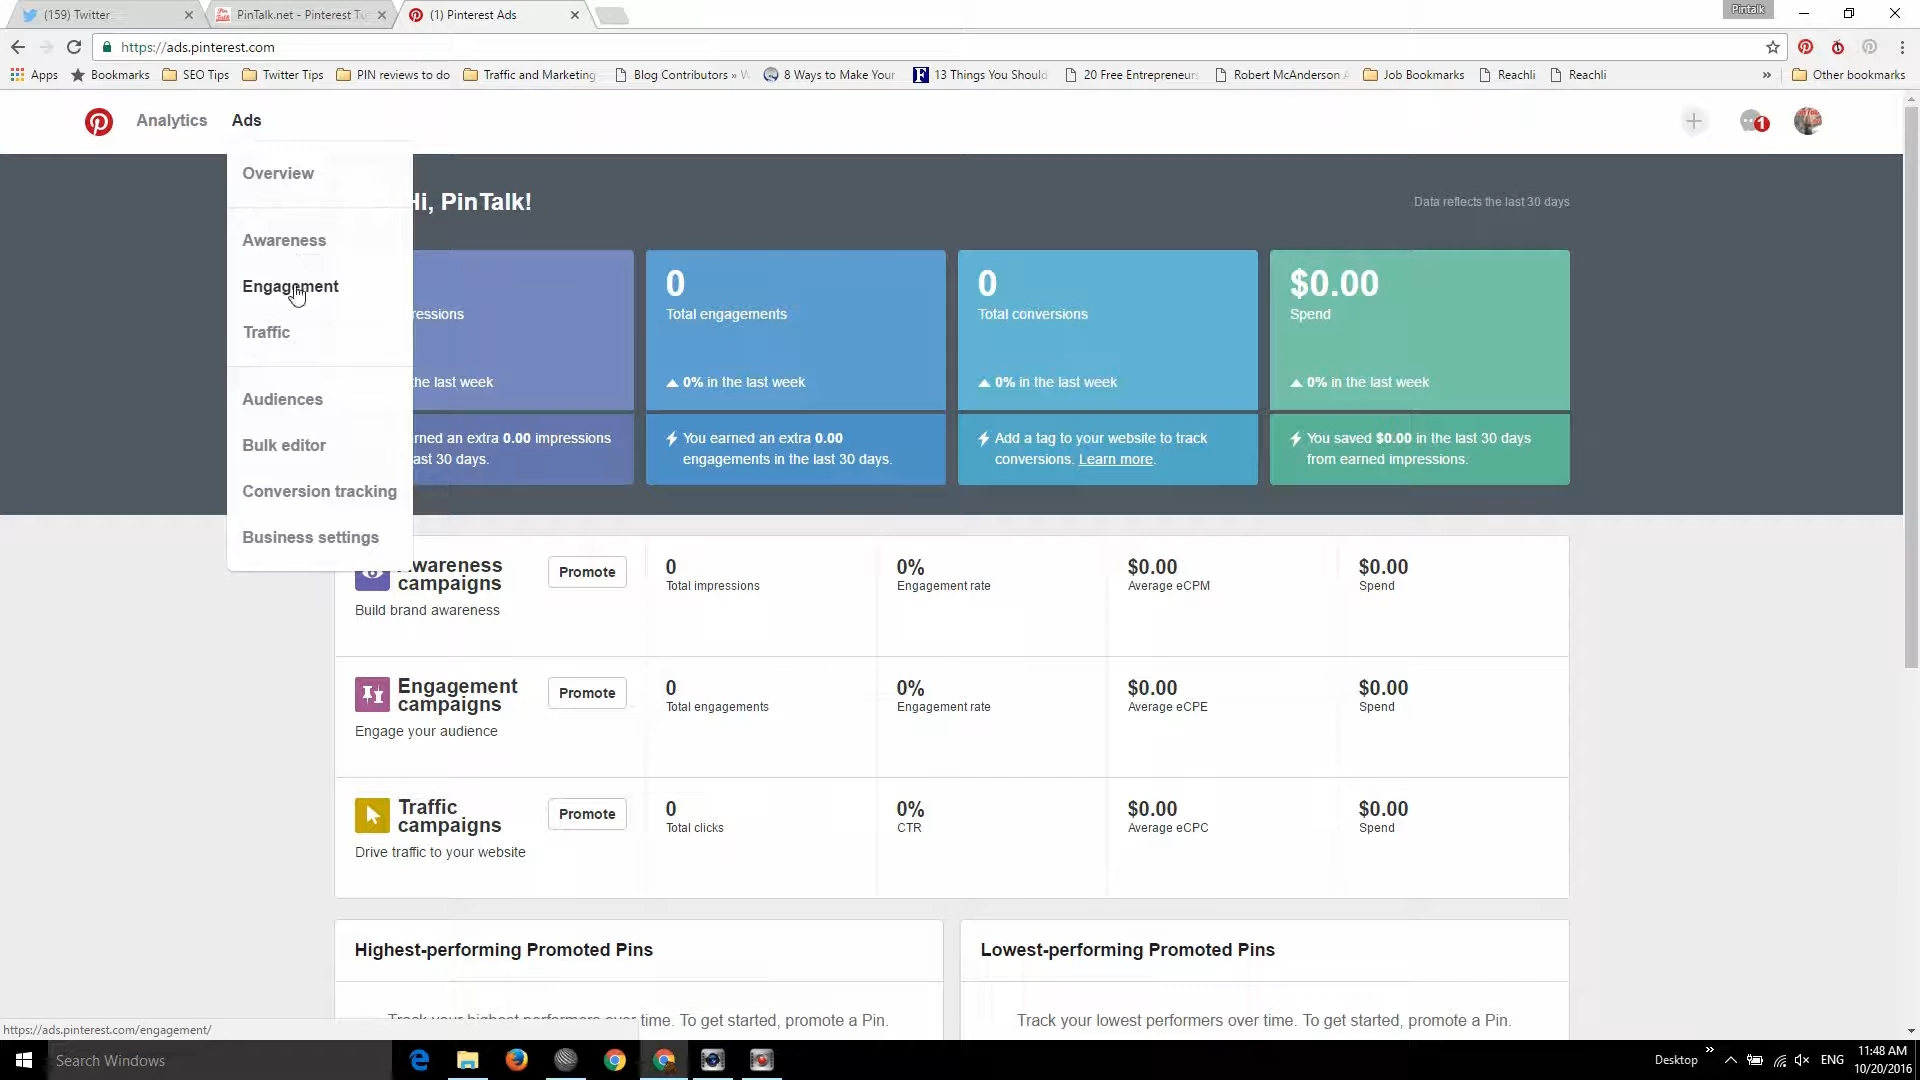 (159) Twitter
PinTalk.net - Pinterest Tu
(1) Pinterest Ads
Pintalk
https://ads.pinterest.com
Apps
Bookmarks
SEO Tips
Twitter Tips
PIN reviews to do
Traffic and Marketing
Blog Contributors »
8 Ways to Make Your
13 Things You Should
20 Free Entrepreneur
Robert McAnderson
Job Bookmarks
Reachli
Reachli
»
Other bookmarks
Analytics
Ads
1
Overview
Awareness
Engagement
Traffic
Audiences
Bulk editor
Conversion tracking
Business settings
Hi, PinTalk!
Data reflects the last 30 days
ressions
he last week
rned an extra 0.00 impressions
ast 30 days.
0
Total engagements
0% in the last week
You earned an extra 0.00
engagements in the last 30 days.
0
Total conversions
0% in the last week
Add a tag to your website to track
conversions. Learn more.
$0.00
Spend
0% in the last week
You saved $0.00 in the last 30 days
from earned impressions.
Awareness
campaigns
Build brand awareness
Promote
0
Total impressions
0%
Engagement rate
$0.00
Average eCPM
$0.00
Spend
Engagement
campaigns
Engage your audience
Promote
0
Total engagements
0%
Engagement rate
$0.00
Average eCPE
$0.00
Spend
Traffic
campaigns
Drive traffic to your website
Promote
0
Total clicks
0%
CTR
$0.00
Average eCPC
$0.00
Spend
Highest-performing Promoted Pins
Track your highest performers over time. To get started, promote a Pin.
Lowest-performing Promoted Pins
Track your lowest performers over time. To get started, promote a Pin.
https://ads.pinterest.com/engagement/
Search Windows
Desktop
»
ENG
11:48 AM
10/20/2016